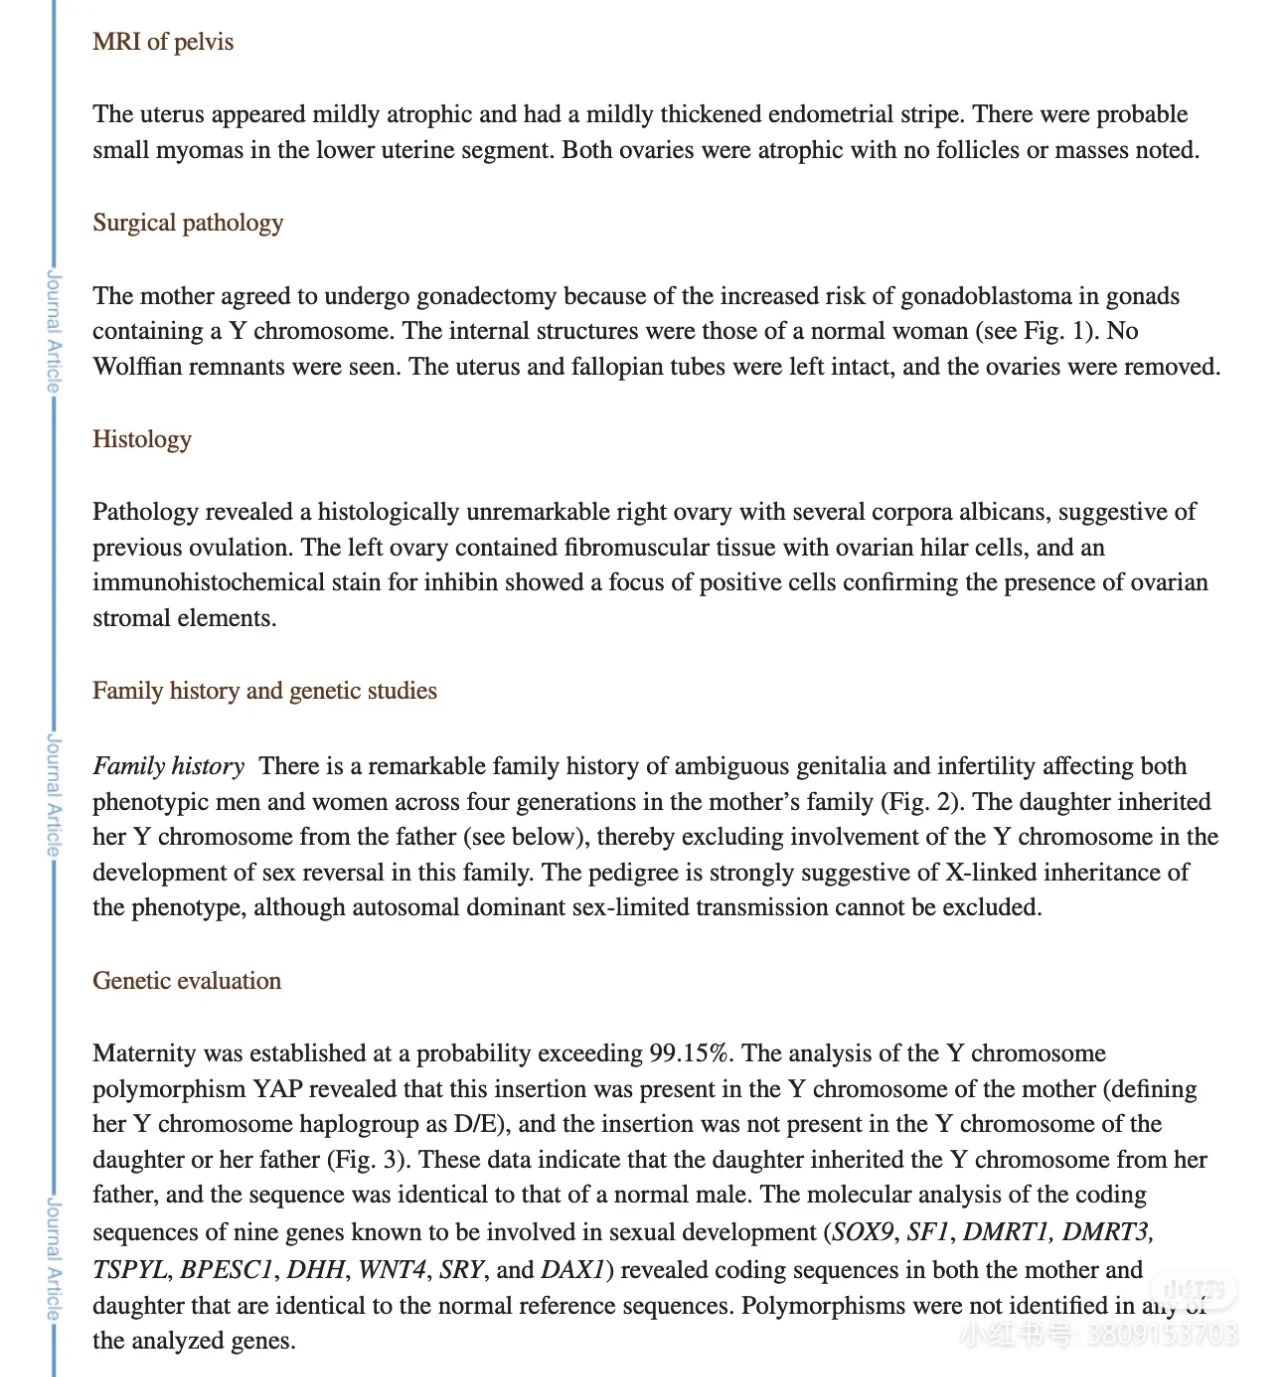 MRI of pelvis
The uterus appeared mildly atrophic and had a mildly thickened endometrial stripe. There were probable
small myomas in the lower uterine segment. Both ovaries were atrophic with no follicles or masses noted.
Surgical pathology
The mother agreed to undergo gonadectomy because of the increased risk of gonadoblastoma in gonads
containing a Y chromosome. The internal structures were those of a normal woman (see Fig. 1). No
Wolffian remnants were seen. The uterus and fallopian tubes were left intact, and the ovaries were removed.
Histology
Pathology revealed a histologically unremarkable right ovary with several corpora albicans, suggestive of
previous ovulation. The left ovary contained fibromuscular tissue with ovarian hilar cells, and an
immunohistochemical stain for inhibin showed a focus of positive cells confirming the presence of ovarian
stromal elements.
Family history and genetic studies
Family history There is a remarkable family history of ambiguous genitalia and infertility affecting both
phenotypic men and women across four generations in the mother's family (Fig. 2). The daughter inherited
her Y chromosome from the father (see below), thereby excluding involvement of the Y chromosome in the
development of sex reversal in this family. The pedigree is strongly suggestive of X-linked inheritance of
the phenotype, although autosomal dominant sex-limited transmission cannot be excluded.
Genetic evaluation
Maternity was established at a probability exceeding 99.15%. The analysis of the Y chromosome
polymorphism YAP revealed that this insertion was present in the Y chromosome of the mother (defining
her Y chromosome haplogroup as D/E), and the insertion was not present in the Y chromosome of the
daughter or her father (Fig. 3). These data indicate that the daughter inherited the Y chromosome from her
father, and the sequence was identical to that of a normal male. The molecular analysis of the coding
sequences of nine genes known to be involved in sexual development (SOX9, SF1, DMRT1, DMRT3,
TSPYL, BPESC1, DHH, WNT4, SRY, and DAX1) revealed coding sequences in both the mother and
daughter that are identical to the normal reference sequences. Polymorphisms were not identified in any of
the analyzed genes.
Journal Article
Journal Article
Journal Article
小红书
小红书号: 3809153703